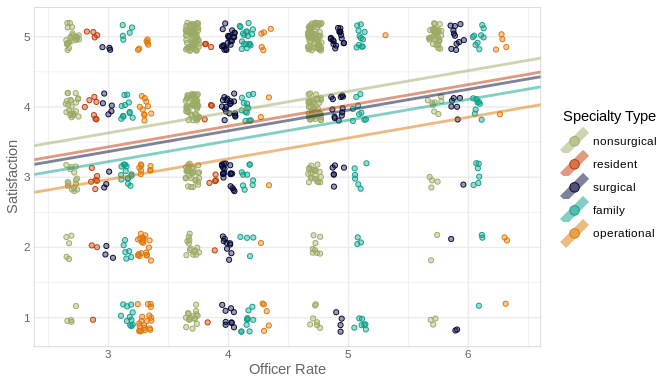 5
4
3
2
1
Satisfaction
3 4 5 6
Officer Rate
Specialty Type
nonsurgical
resident
surgical
family
operational